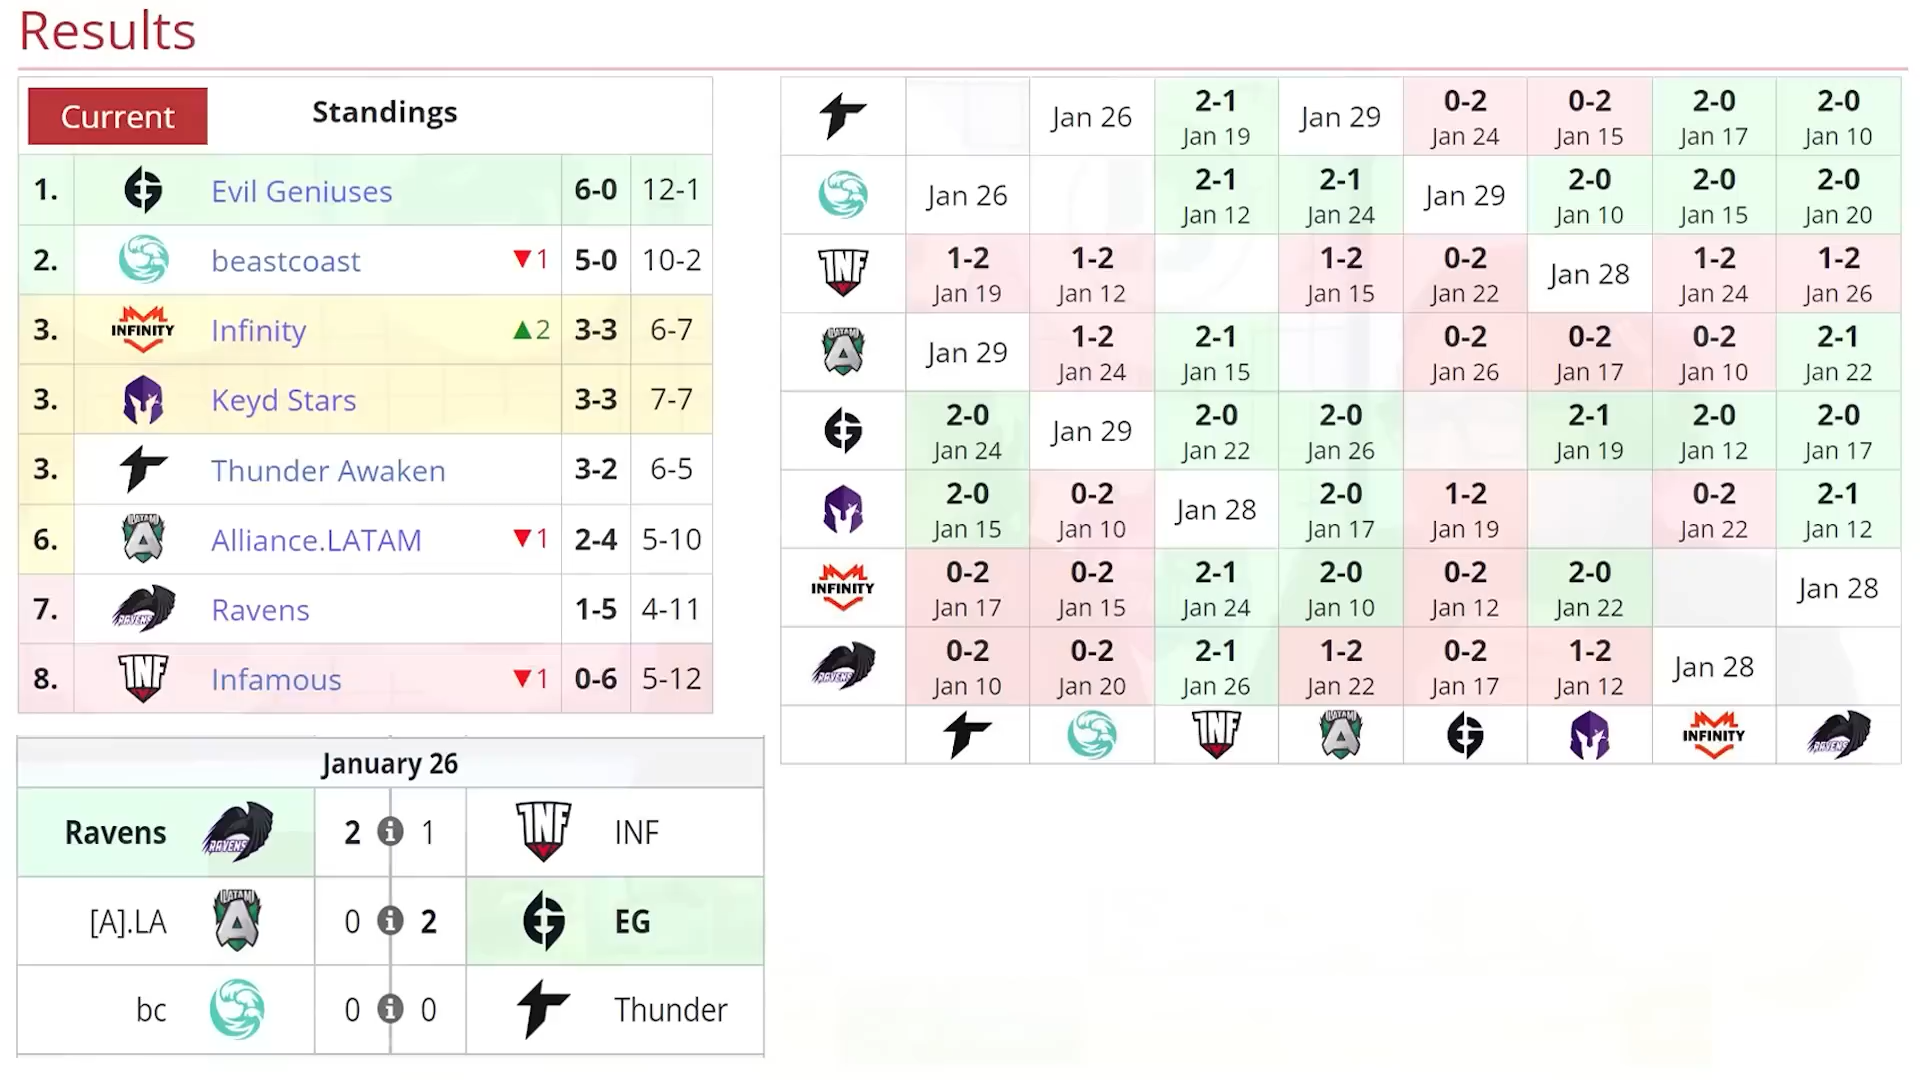 Results
Current Standings
1. Evil Geniuses 6-0 12-1
2. beastcoast ▼1 5-0 10-2
3. INFINITY Infinity ▲2 3-3 6-7
3. Keyd Stars 3-3 7-7
3. Thunder Awaken 3-2 6-5
6. LATAM A Alliance.LATAM ▼1 2-4 5-10
7. RAVENS Ravens 1-5 4-11
8. INF Infamous ▼1 0-6 5-12
Jan 26 2-1 Jan 29 0-2 0-2 2-0 2-0
Jan 19 Jan 24 Jan 15 Jan 17 Jan 10
Jan 26 2-1 2-1 Jan 29 2-0 2-0 2-0
Jan 12 Jan 24 Jan 10 Jan 15 Jan 20
INF 1-2 1-2 1-2 0-2 Jan 28 1-2 1-2
Jan 19 Jan 12 Jan 15 Jan 22 Jan 24 Jan 26
LATAM A Jan 29 1-2 2-1 0-2 0-2 0-2 2-1
Jan 24 Jan 15 Jan 26 Jan 17 Jan 10 Jan 22
2-0 Jan 29 2-0 2-0 2-1 2-0 2-0
Jan 24 Jan 22 Jan 26 Jan 19 Jan 12 Jan 17
2-0 0-2 Jan 28 2-0 1-2 0-2 2-1
Jan 15 Jan 10 Jan 17 Jan 19 Jan 22 Jan 12
INFINITY 0-2 0-2 2-1 2-0 0-2 2-0 Jan 28
Jan 17 Jan 15 Jan 24 Jan 10 Jan 12 Jan 22
RAVENS 0-2 0-2 2-1 1-2 0-2 1-2 Jan 28
Jan 10 Jan 20 Jan 26 Jan 22 Jan 17 Jan 12
INF LATAM A INFINITY RAVENS
January 26
Ravens RAVENS 2 i 1 INF INF
[A].LA LATAM A 0 i 2 EG
bc 0 i 0 Thunder